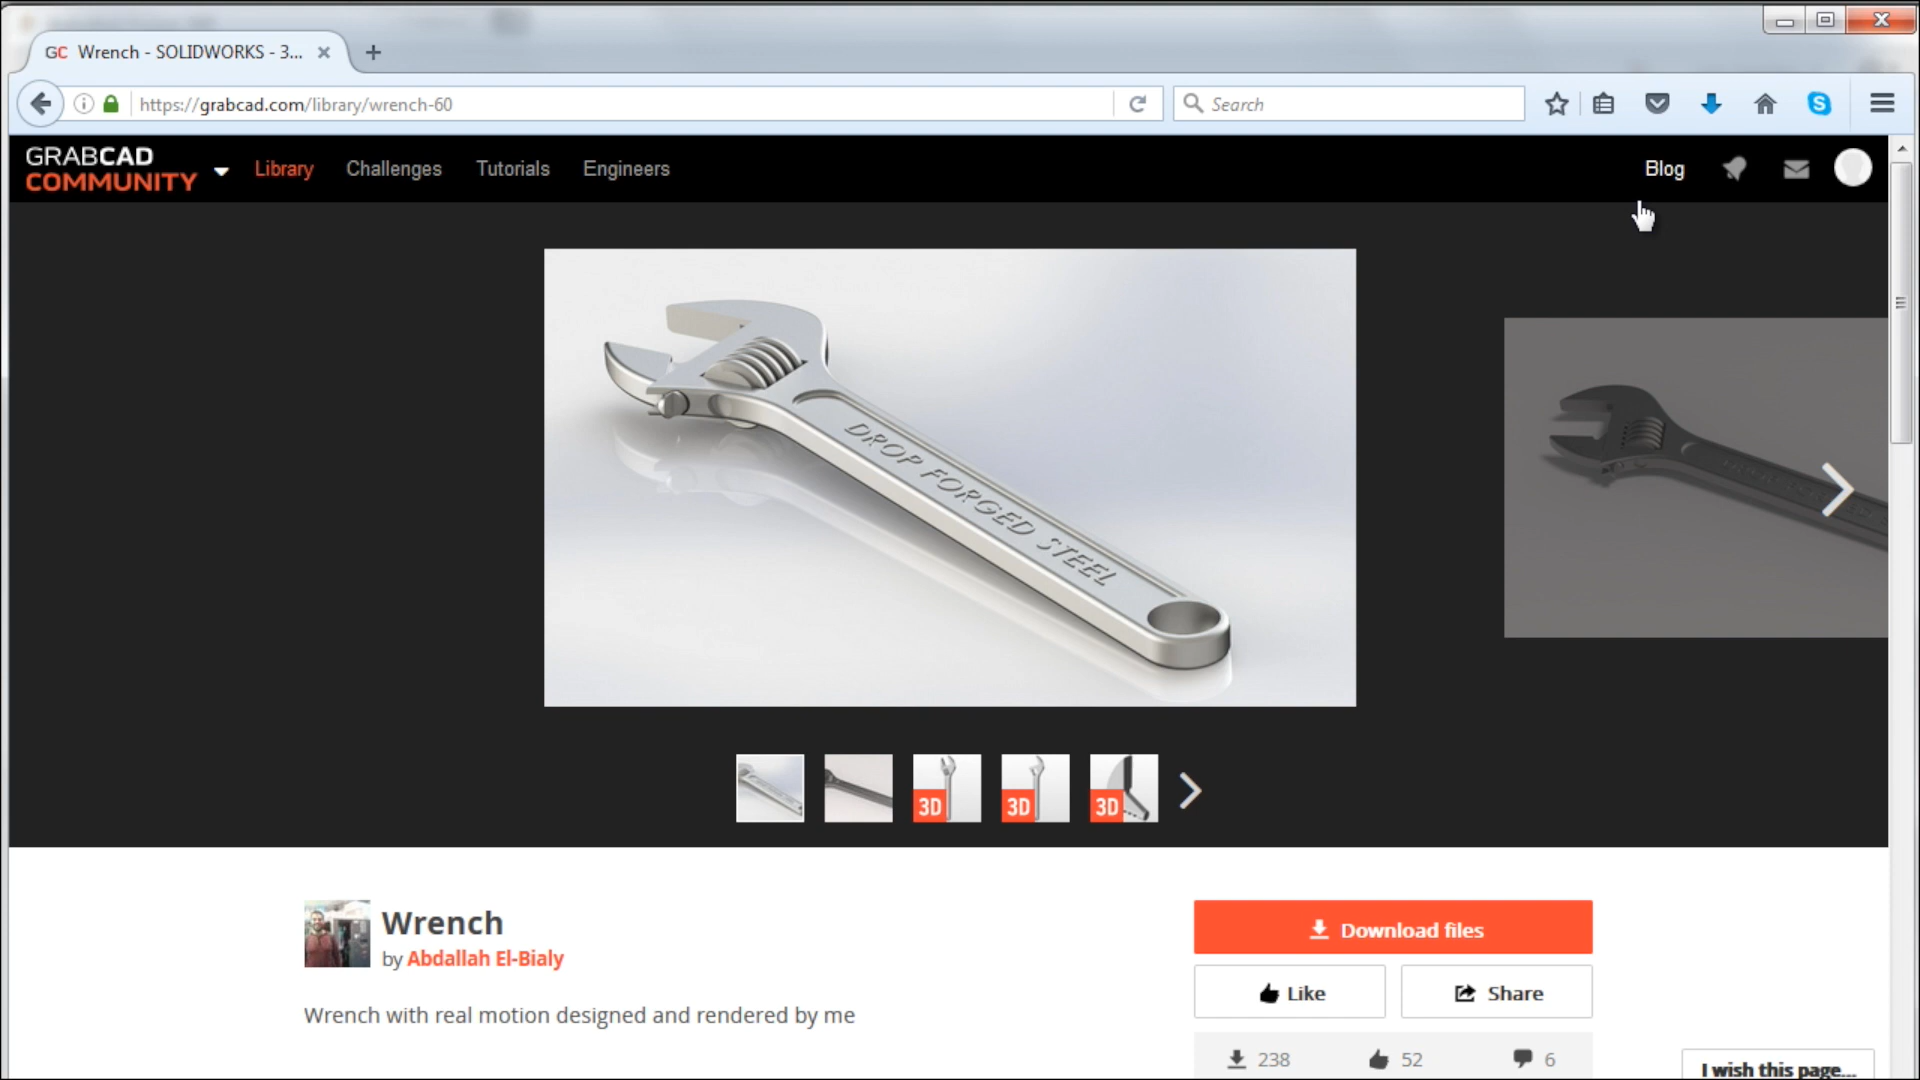 GC Wrench - SOLIDWORKS - 3...
https://grabcad.com/library/wrench-60
Search
GRABCAD
COMMUNITY
Library
Challenges
Tutorials
Engineers
Blog
DROP FORGED STEEL
3D
3D
3D
Wrench
by Abdallah El-Bialy
Wrench with real motion designed and rendered by me
Download files
Like
Share
238
52
6
I wish this page...